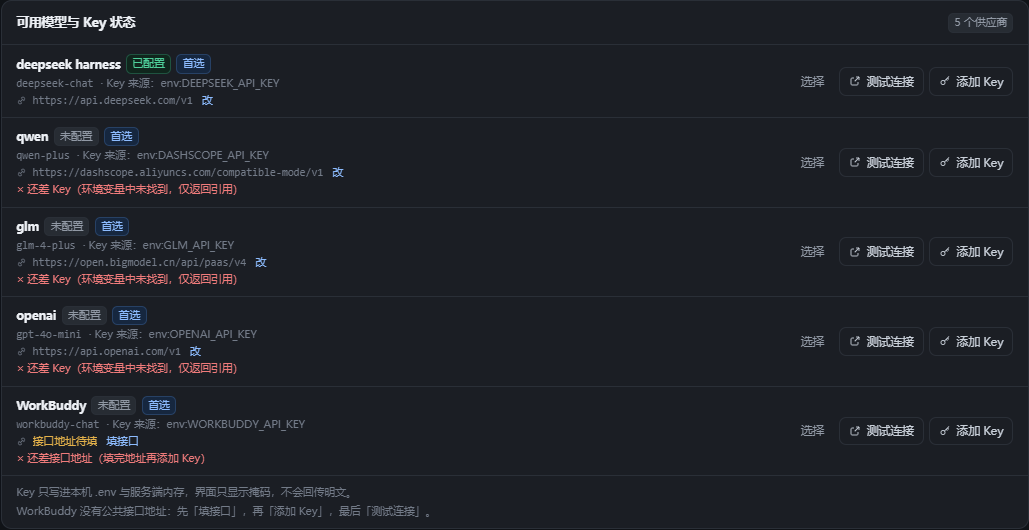 可用模型与 Key 状态 5 个供应商
deepseek harness 已配置 首选
deepseek-chat · Key 来源：env:DEEPSEEK_API_KEY
https://api.deepseek.com/v1 改
选择 测试连接 添加 Key
qwen 未配置 首选
qwen-plus · Key 来源：env:DASHSCOPE_API_KEY
https://dashscope.aliyuncs.com/compatible-mode/v1 改
× 还差 Key（环境变量中未找到，仅返回引用）
选择 测试连接 添加 Key
glm 未配置 首选
glm-4-plus · Key 来源：env:GLM_API_KEY
https://open.bigmodel.cn/api/paas/v4 改
× 还差 Key（环境变量中未找到，仅返回引用）
选择 测试连接 添加 Key
openai 未配置 首选
gpt-4o-mini · Key 来源：env:OPENAI_API_KEY
https://api.openai.com/v1 改
× 还差 Key（环境变量中未找到，仅返回引用）
选择 测试连接 添加 Key
WorkBuddy 未配置 首选
workbuddy-chat · Key 来源：env:WORKBUDDY_API_KEY
接口地址待填 填接口
× 还差接口地址（填完地址再添加 Key）
选择 测试连接 添加 Key
Key 只写进本机 .env 与服务端内存，界面只显示掩码，不会回传明文。
WorkBuddy 没有公共接口地址：先「填接口」，再「添加 Key」，最后「测试连接」。